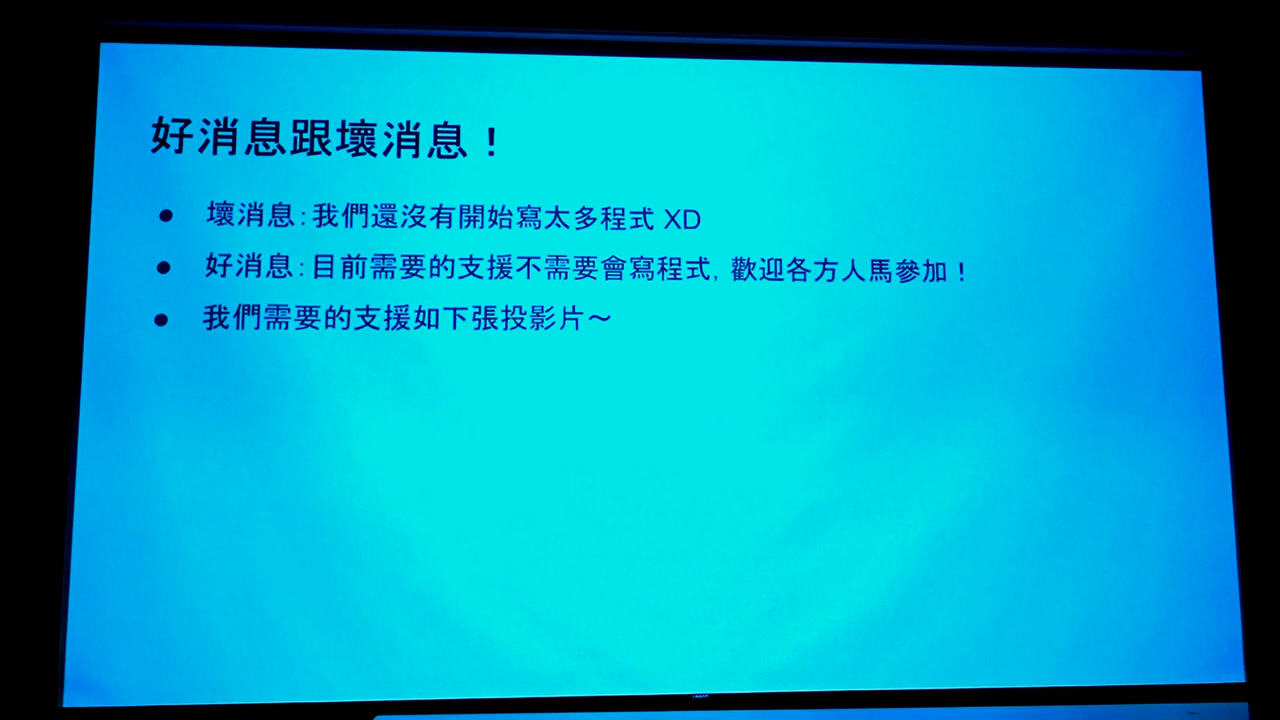 好消息跟壞消息！
● 壞消息：我們還沒有開始寫太多程式 XD
● 好消息：目前需要的支援不需要會寫程式, 歡迎各方人馬參加！
● 我們需要的支援如下張投影片～